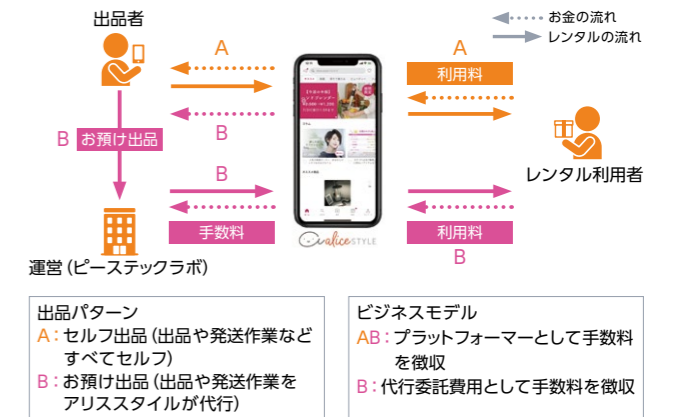 出品者
お金の流れ
レンタルの流れ
A
A
利用料
B
B お預け出品
B
レンタル利用者
手数料
利用料
aliceSTYLE
B
運営(ピーステックラボ)
出品パターン
A:セルフ出品(出品や発送作業など
すべてセルフ)
B:お預け出品(出品や発送作業を
アリススタイルが代行)
ビジネスモデル
AB:プラットフォーマーとして手数料
を徴収
B:代行委託費用として手数料を徴収